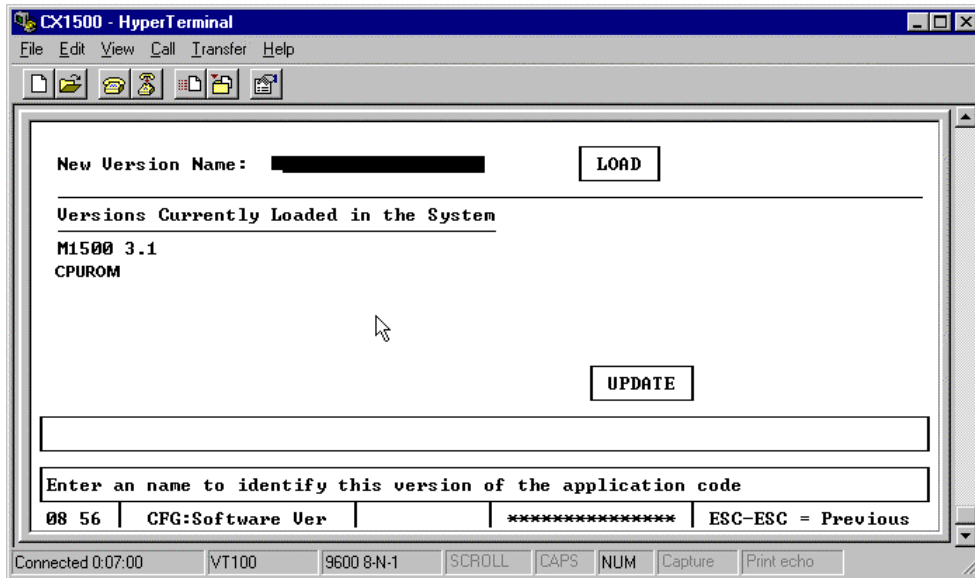 CX1500 - HyperTerminal
File Edit View Call Transfer Help
New Version Name: LOAD
Versions Currently Loaded in the System
M1500 3.1
CPUROM
UPDATE
Enter an name to identify this version of the application code
08 56 CFG:Software Ver *************** ESC-ESC = Previous
Connected 0:07:00 VT100 9600 8-N-1 SCROLL CAPS NUM Capture Print echo